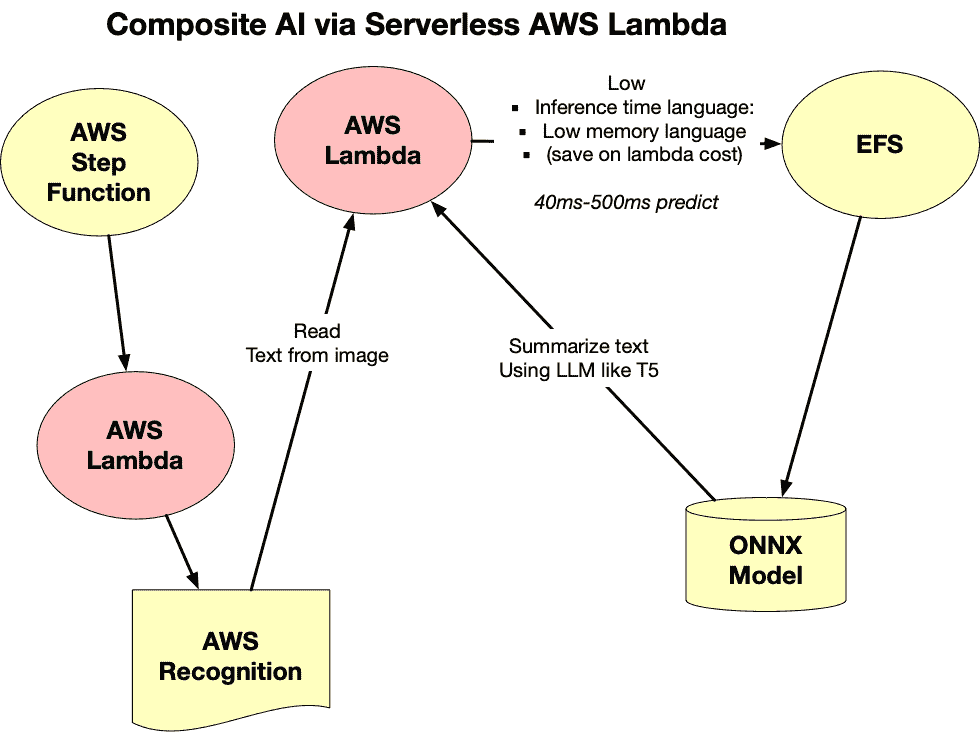 Composite AI via Serverless AWS Lambda
AWS
Step
Function
AWS
Lambda
Low
▪ Inference time language:
▪ Low memory language
▪ (save on lambda cost)
40ms-500ms predict
EFS
Read
Text from image
Summarize text
Using LLM like T5
AWS
Lambda
ONNX
Model
AWS
Recognition